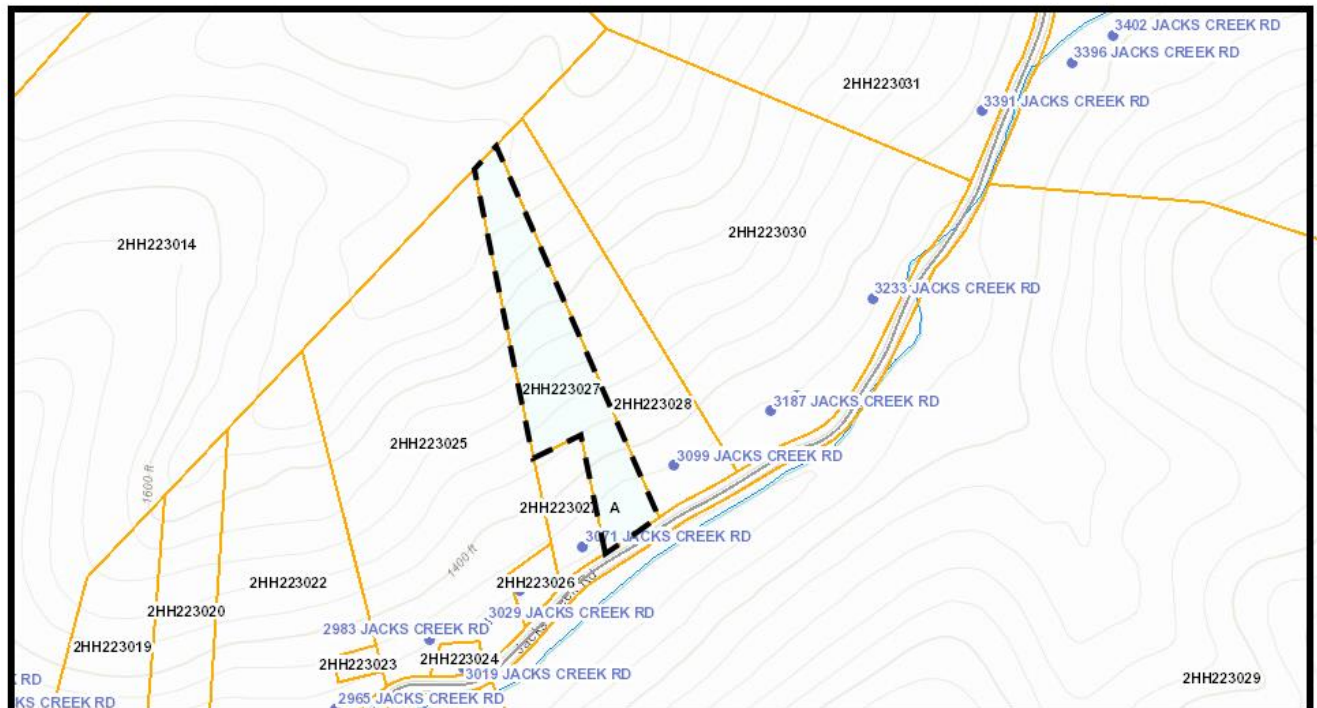 3402 JACKS CREEK RD
3396 JACKS CREEK RD
2HH223031
3391 JACKS CREEK RD
2HH223014
2HH223030
3233 JACKS CREEK RD
2HH223027
2HH223028
3187 JACKS CREEK RD
2HH223025
3099 JACKS CREEK RD
1600 ft
2HH223027 A
3071 JACKS CREEK RD
1400 ft
2HH223022
2HH223026
2HH223020
3029 JACKS CREEK RD
2983 JACKS CREEK RD
2HH223019
2HH223023
2HH223024
3019 JACKS CREEK RD
2HH223029
RD
KS CREEK RD
2965 JACKS CREEK RD